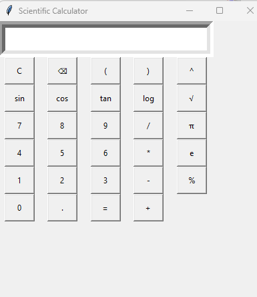 Scientific Calculator
C ⌫ ( ) ^
sin cos tan log √
7 8 9 / π
4 5 6 * e
1 2 3 - %
0 . = +